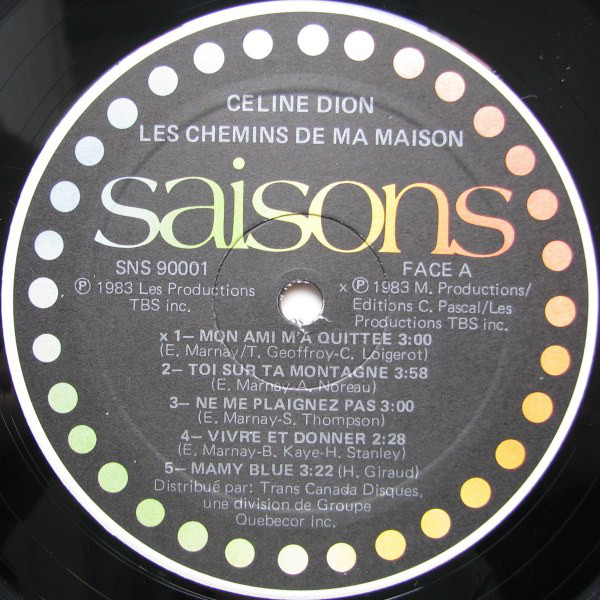 CELINE DION
LES CHEMINS DE MA MAISON
saisons
SNS 90001
℗ 1983 Les Productions
TBS inc.
FACE A
x ℗ 1983 M. Productions/
Editions C. Pascal/Les
Productions TBS inc.
x 1— MON AMI M'A QUITTEE 3:00
(E. Marnay/T. Geoffroy-C. Loigerot)
2— TOI SUR TA MONTAGNE 3:58
(E. Marnay-A. Noreau)
3— NE ME PLAIGNEZ PAS 3:00
(E. Marnay-S. Thompson)
4— VIVRE ET DONNER 2:28
(E. Marnay-B. Kaye-H. Stanley)
5— MAMY BLUE 3:22 (H. Giraud)
Distribué par: Trans Canada Disques,
une division de Groupe
Quebecor inc.